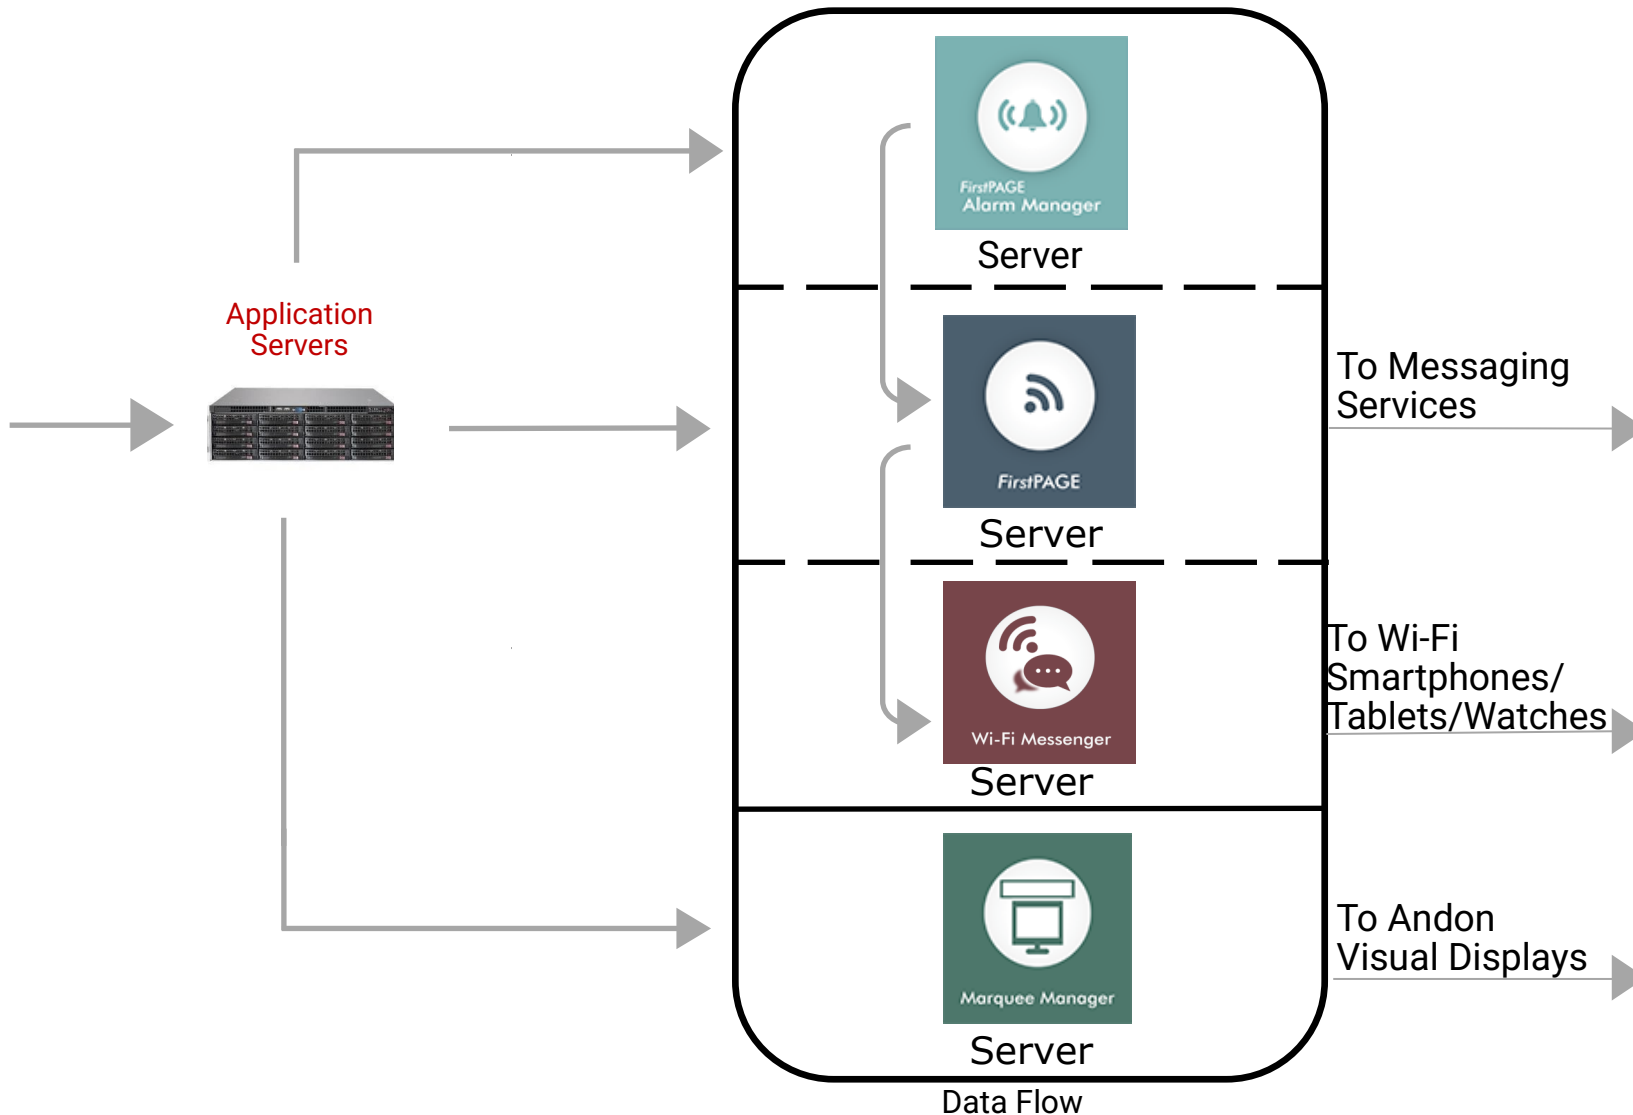 FirstPAGE
Alarm Manager
Server
Application
Servers
FirstPAGE
Server
To Messaging
Services
Wi-Fi Messenger
Server
To Wi-Fi
Smartphones/
Tablets/Watches
Marquee Manager
Server
To Andon
Visual Displays
Data Flow